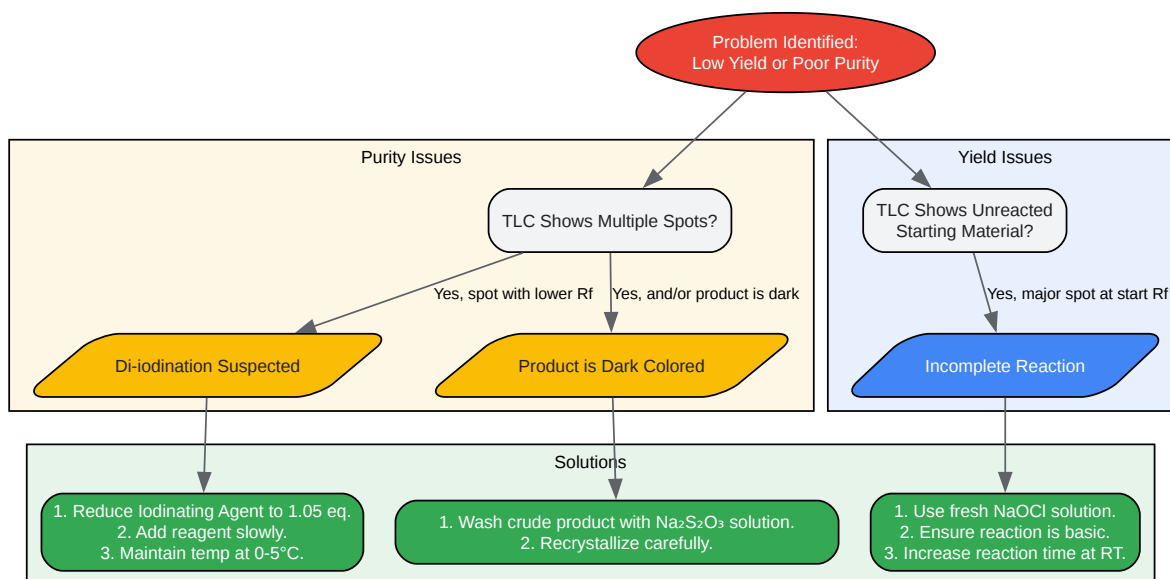 Problem Identified:
Low Yield or Poor Purity
Purity Issues
Yield Issues
TLC Shows Multiple Spots?
TLC Shows Unreacted
Starting Material?
Yes, spot with lower Rf
Yes, and/or product is dark
Yes, major spot at start Rf
Di-iodination Suspected
Product is Dark Colored
Incomplete Reaction
Solutions
1. Reduce Iodinating Agent to 1.05 eq.
2. Add reagent slowly.
3. Maintain temp at 0-5°C.
1. Wash crude product with Na₂S₂O₃ solution.
2. Recrystallize carefully.
1. Use fresh NaOCl solution.
2. Ensure reaction is basic.
3. Increase reaction time at RT.